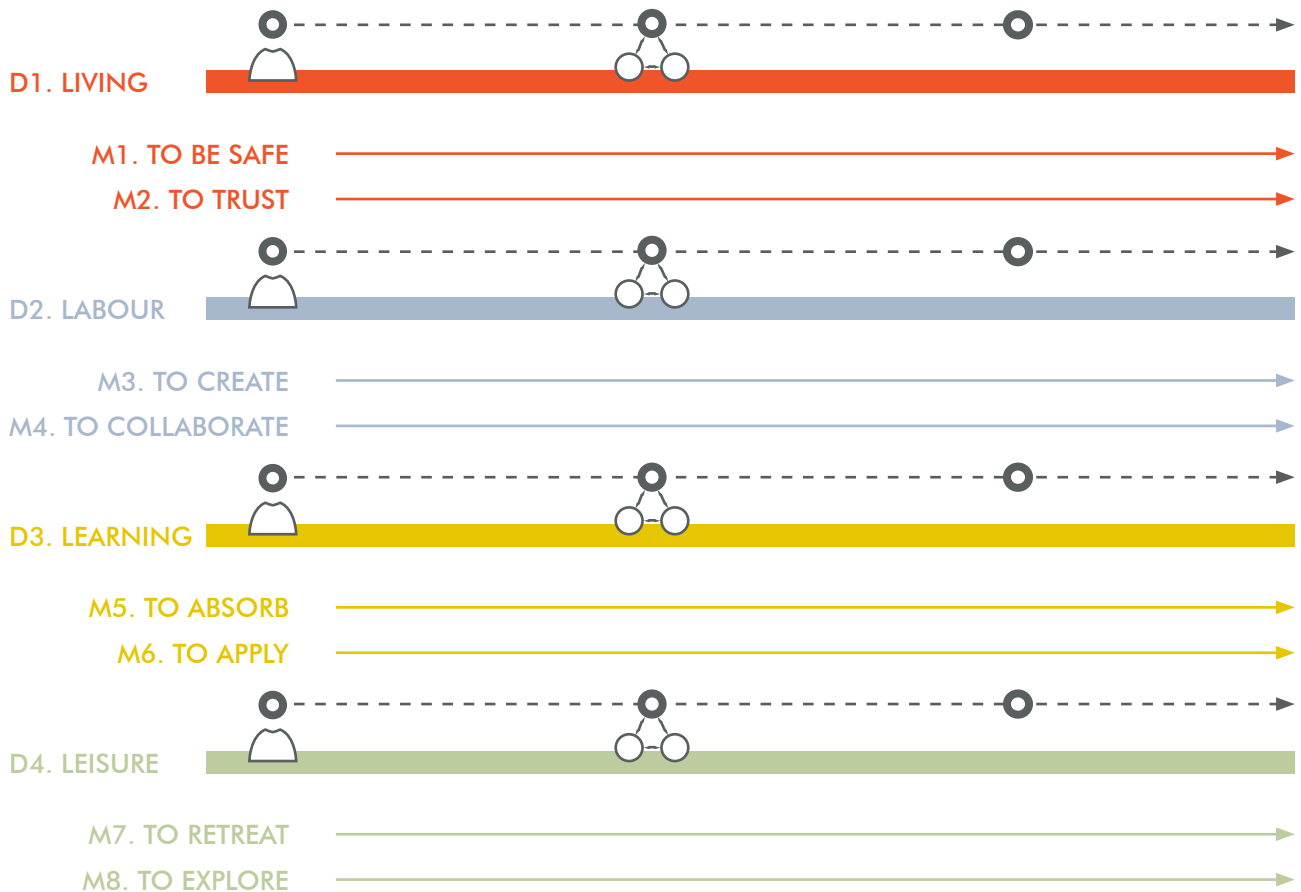 D1. LIVING
M1. TO BE SAFE
M2. TO TRUST
D2. LABOUR
M3. TO CREATE
M4. TO COLLABORATE
D3. LEARNING
M5. TO ABSORB
M6. TO APPLY
D4. LEISURE
M7. TO RETREAT
M8. TO EXPLORE